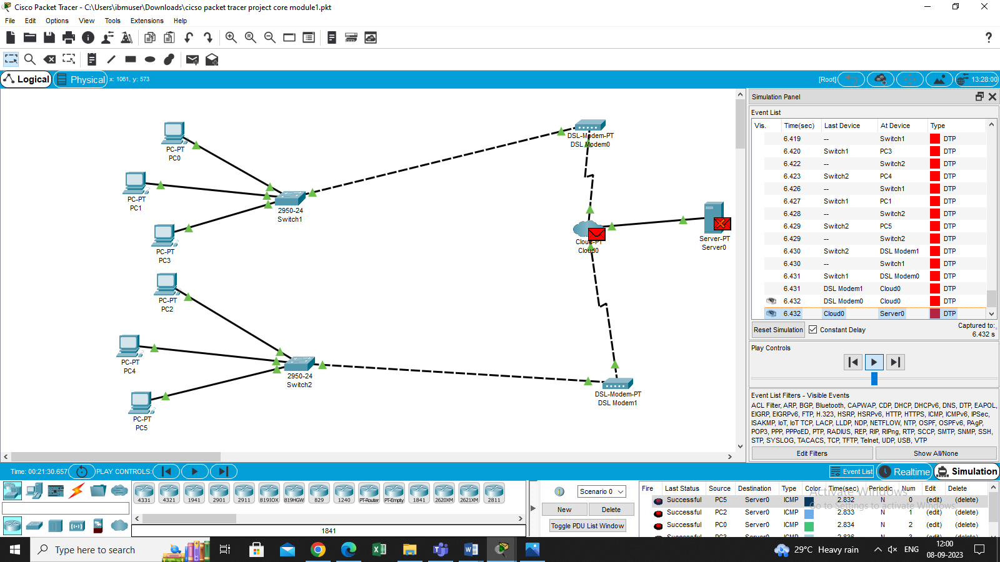 Cisco Packet Tracer - C:\Users\ibmuser\Downloads\cicso packet tracer project core module1.pkt
File Edit Options View Tools Extensions Help
?
Logical Physical x: 1061, y: 573 [Root] 13:28:00
PC-PT
PC0
PC-PT
PC1
PC-PT
PC3
PC-PT
PC2
PC-PT
PC4
PC-PT
PC5
2950-24
Switch1
2950-24
Switch2
DSL-Modem-PT
DSL Modem0
Cloud-PT
Cloud0
Server-PT
Server0
DSL-Modem-PT
DSL Modem1
Simulation Panel
Event List
Vis. Time(sec) Last Device At Device Type
6.419 -- Switch1 DTP
6.420 Switch1 PC3 DTP
6.422 -- Switch2 DTP
6.423 Switch2 PC4 DTP
6.426 -- Switch1 DTP
6.427 Switch1 PC1 DTP
6.428 -- Switch2 DTP
6.429 Switch2 PC5 DTP
6.429 -- Switch2 DTP
6.430 Switch2 DSL Modem1 DTP
6.430 -- Switch1 DTP
6.431 Switch1 DSL Modem0 DTP
6.431 DSL Modem1 Cloud0 DTP
6.432 DSL Modem0 Cloud0 DTP
6.432 Cloud0 Server0 DTP
Reset Simulation Constant Delay Captured to:
6.432 s
Play Controls
Event List Filters - Visible Events
ACL Filter, ARP, BGP, Bluetooth, CAPWAP, CDP, DHCP, DHCPv6, DNS, DTP, EAPOL,
EIGRP, EIGRPv6, FTP, H.323, HSRP, HSRPv6, HTTP, HTTPS, ICMP, ICMPv6, IPSec,
ISAKMP, IoT, IoT TCP, LACP, LLDP, NDP, NETFLOW, NTP, OSPF, OSPFv6, PAgP,
POP3, PPP, PPPoED, PTP, RADIUS, REP, RIP, RIPng, RTP, SCCP, SMTP, SNMP, SSH,
STP, SYSLOG, TACACS, TCP, TFTP, Telnet, UDP, USB, VTP
Edit Filters Show All/None
Time: 00:21:30.657 PLAY CONTROLS: Event List Realtime Simulation
4331 4321 1941 2901 2911 819IOX 819HGW 829 1240 PT-Router PT-Empty 1841 2620XM 2621XM 2811
1841
Scenario 0
New Delete
Toggle PDU List Window
Fire Last Status Source Destination Type Color Time(sec) Periodic Num Edit Delete
Successful PC5 Server0 ICMP 2.832 N 0 (edit) (delete)
Successful PC2 Server0 ICMP 2.833 N 1 (edit) (delete)
Successful PC0 Server0 ICMP 2.834 N 2 (edit) (delete)
Successful PC3 Server0 ICMP 2.836 N 3 (edit) (delete)
Activate Windows
Go to Settings to activate Windows.
Type here to search
29°C Heavy rain ENG 12:00
08-09-2023